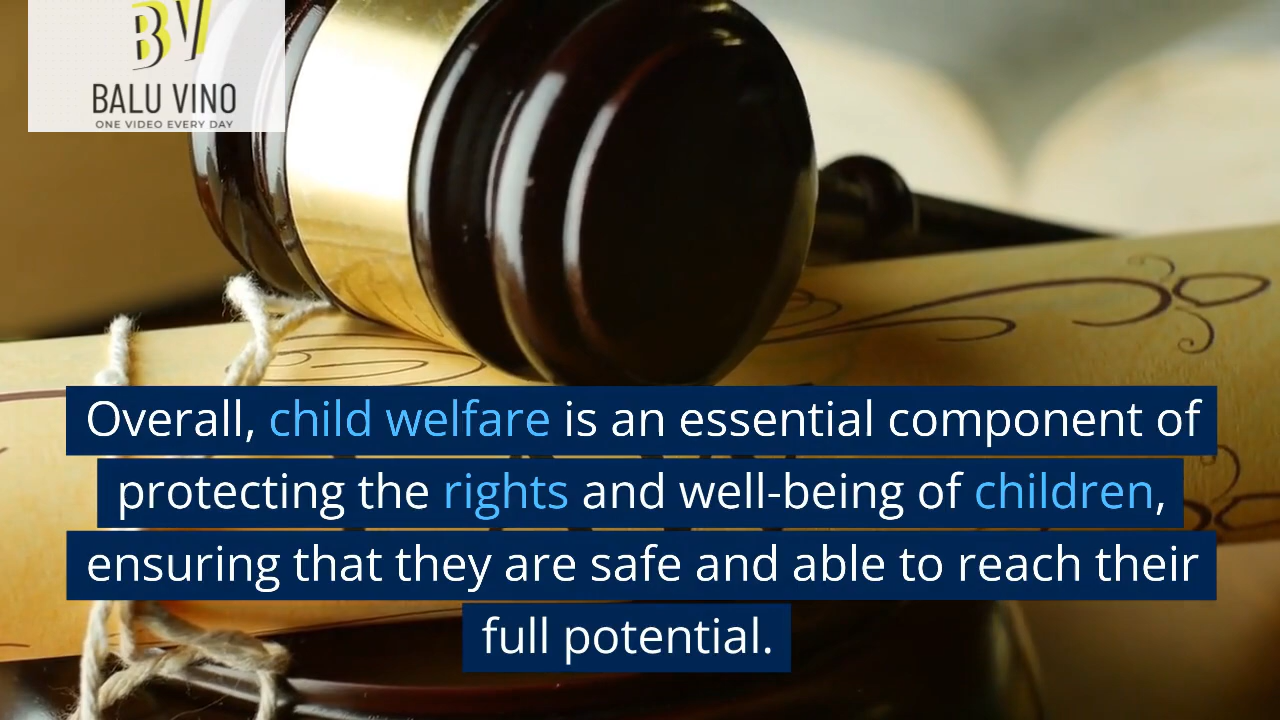 BV
BALU VINO
ONE VIDEO EVERY DAY
Overall, child welfare is an essential component of
protecting the rights and well-being of children,
ensuring that they are safe and able to reach their
full potential.